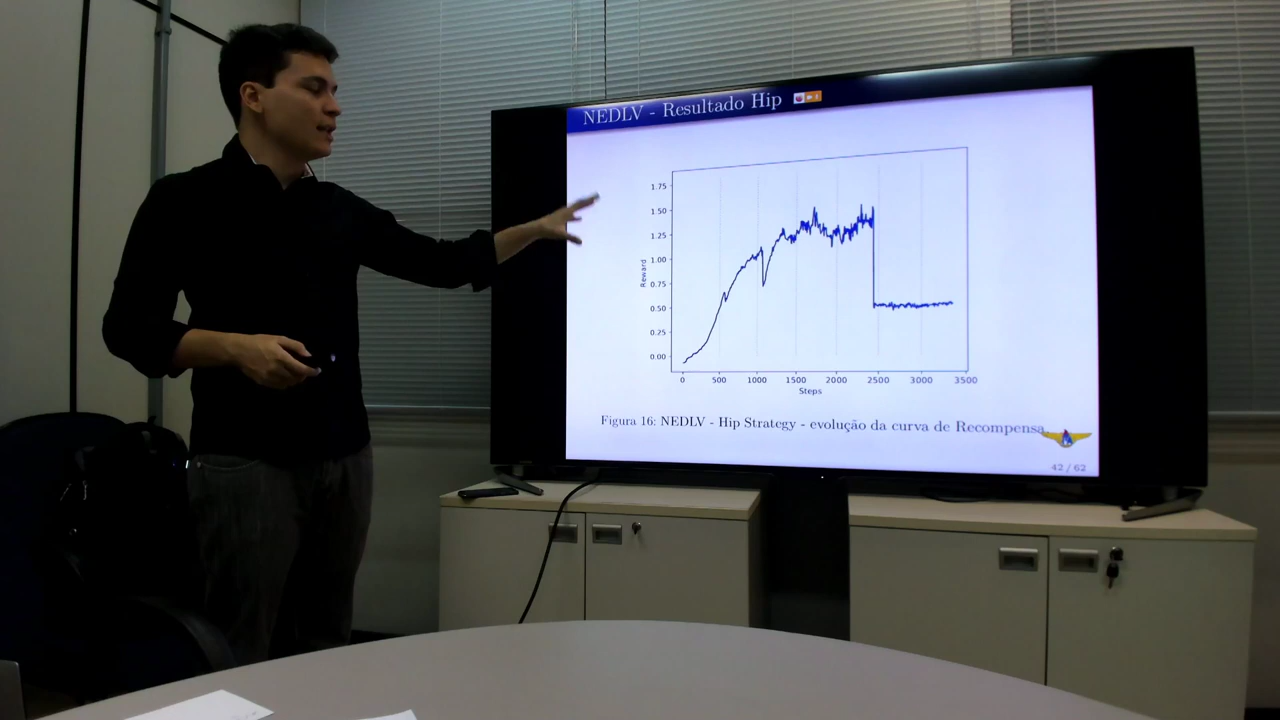 NEDLV - Resultado Hip
1.75
1.50
1.25
1.00
0.75
0.50
0.25
0.00
Reward
0 500 1000 1500 2000 2500 3000 3500
Steps
Figura 16: NEDLV - Hip Strategy - evolução da curva de Recompensa
42 / 62